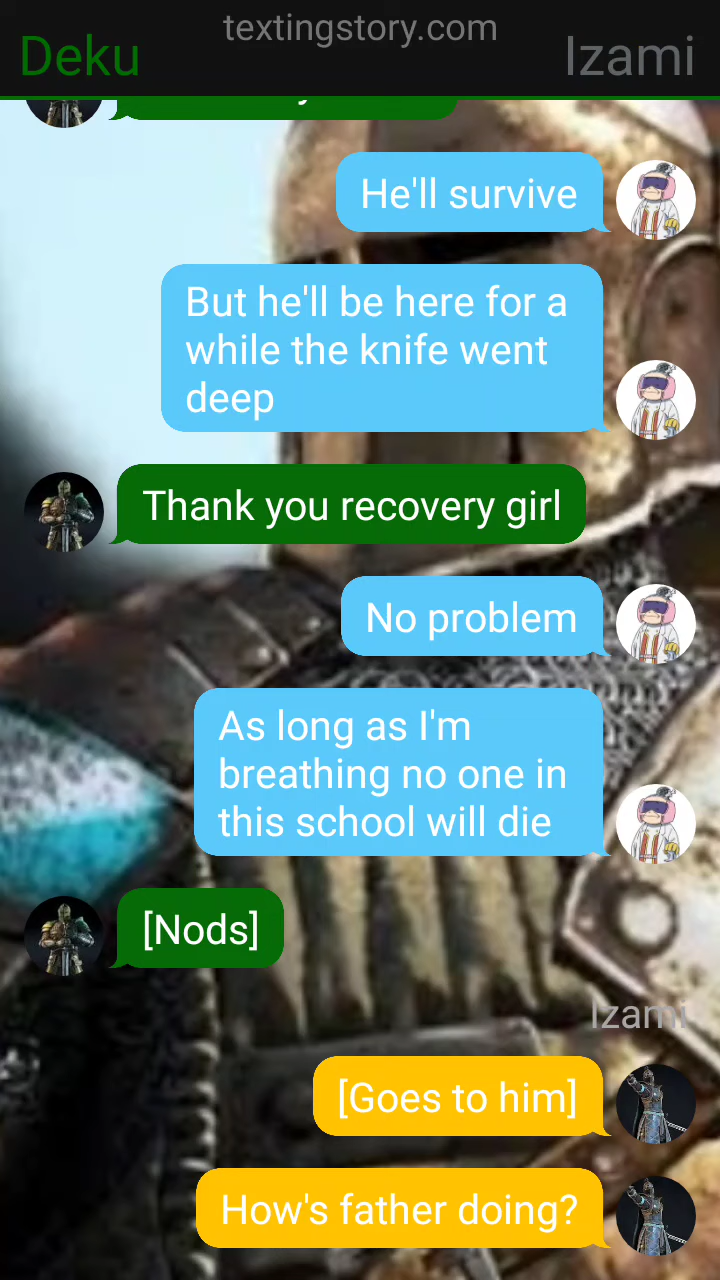 textingstory.com
Deku
Izami
He'll survive
But he'll be here for a
while the knife went
deep
Thank you recovery girl
No problem
As long as I'm
breathing no one in
this school will die
[Nods]
Izami
[Goes to him]
How's father doing?